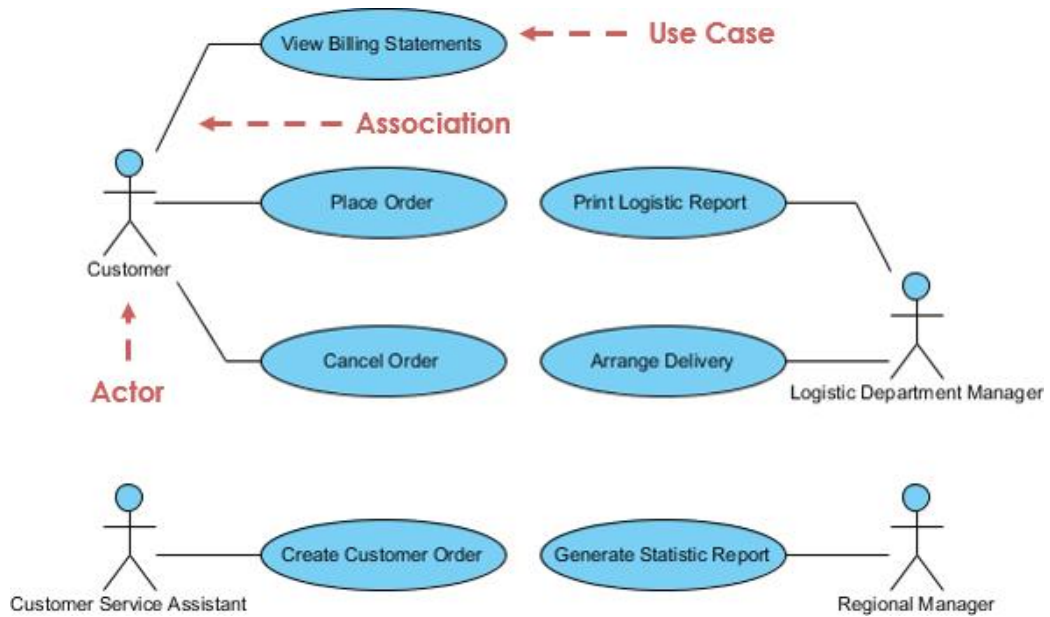 View Billing Statements
Use Case
Association
Place Order
Print Logistic Report
Customer
Cancel Order
Arrange Delivery
Actor
Logistic Department Manager
Create Customer Order
Generate Statistic Report
Customer Service Assistant
Regional Manager